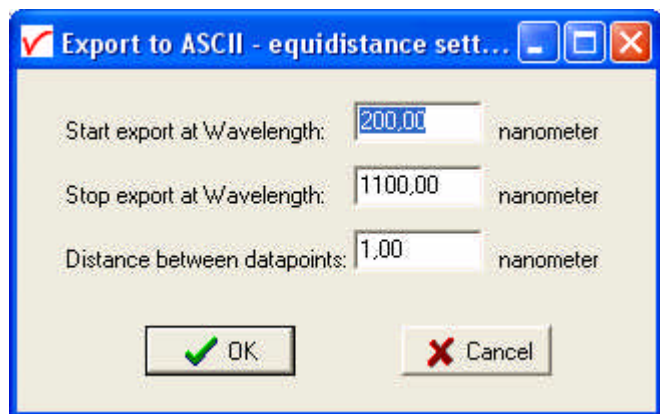 Export to ASCII - equidistance sett...
Start export at Wavelength: 200,00 nanometer
Stop export at Wavelength: 1100,00 nanometer
Distance between datapoints: 1,00 nanometer
OK Cancel